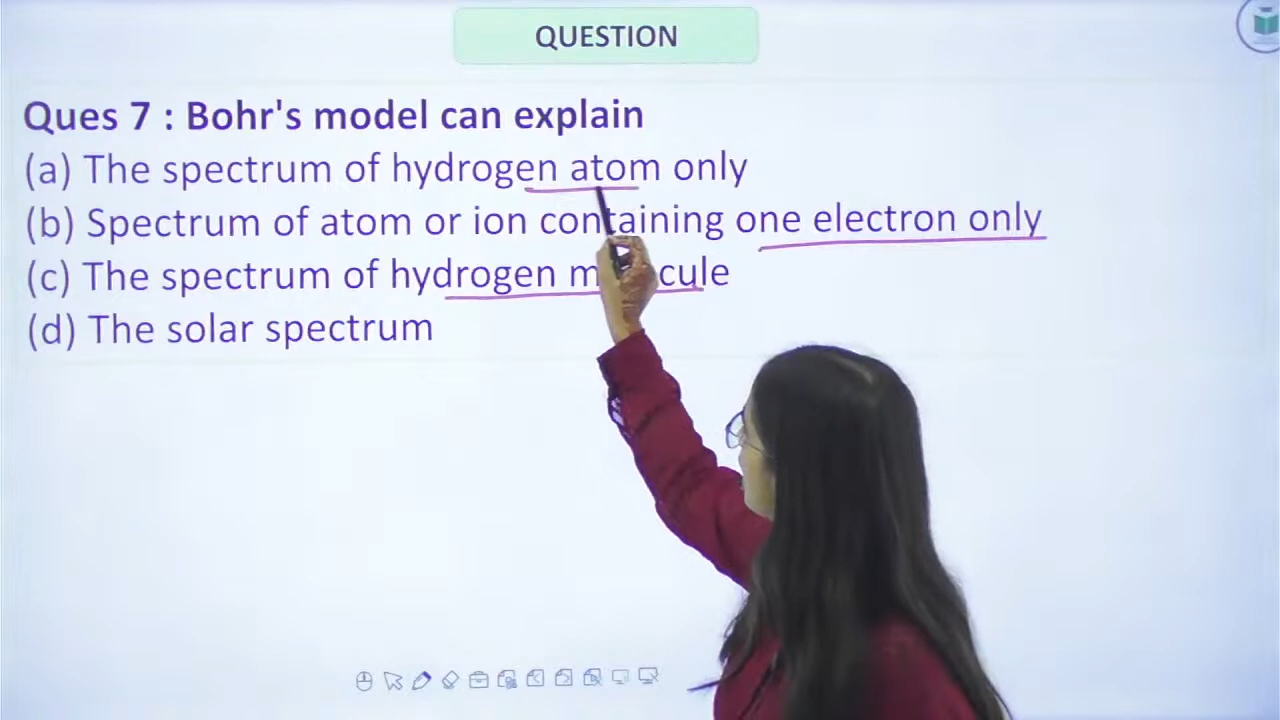 QUESTION
Ques 7 : Bohr's model can explain
(a) The spectrum of hydrogen atom only
(b) Spectrum of atom or ion containing one electron only
(c) The spectrum of hydrogen
(d) The solar spectrum